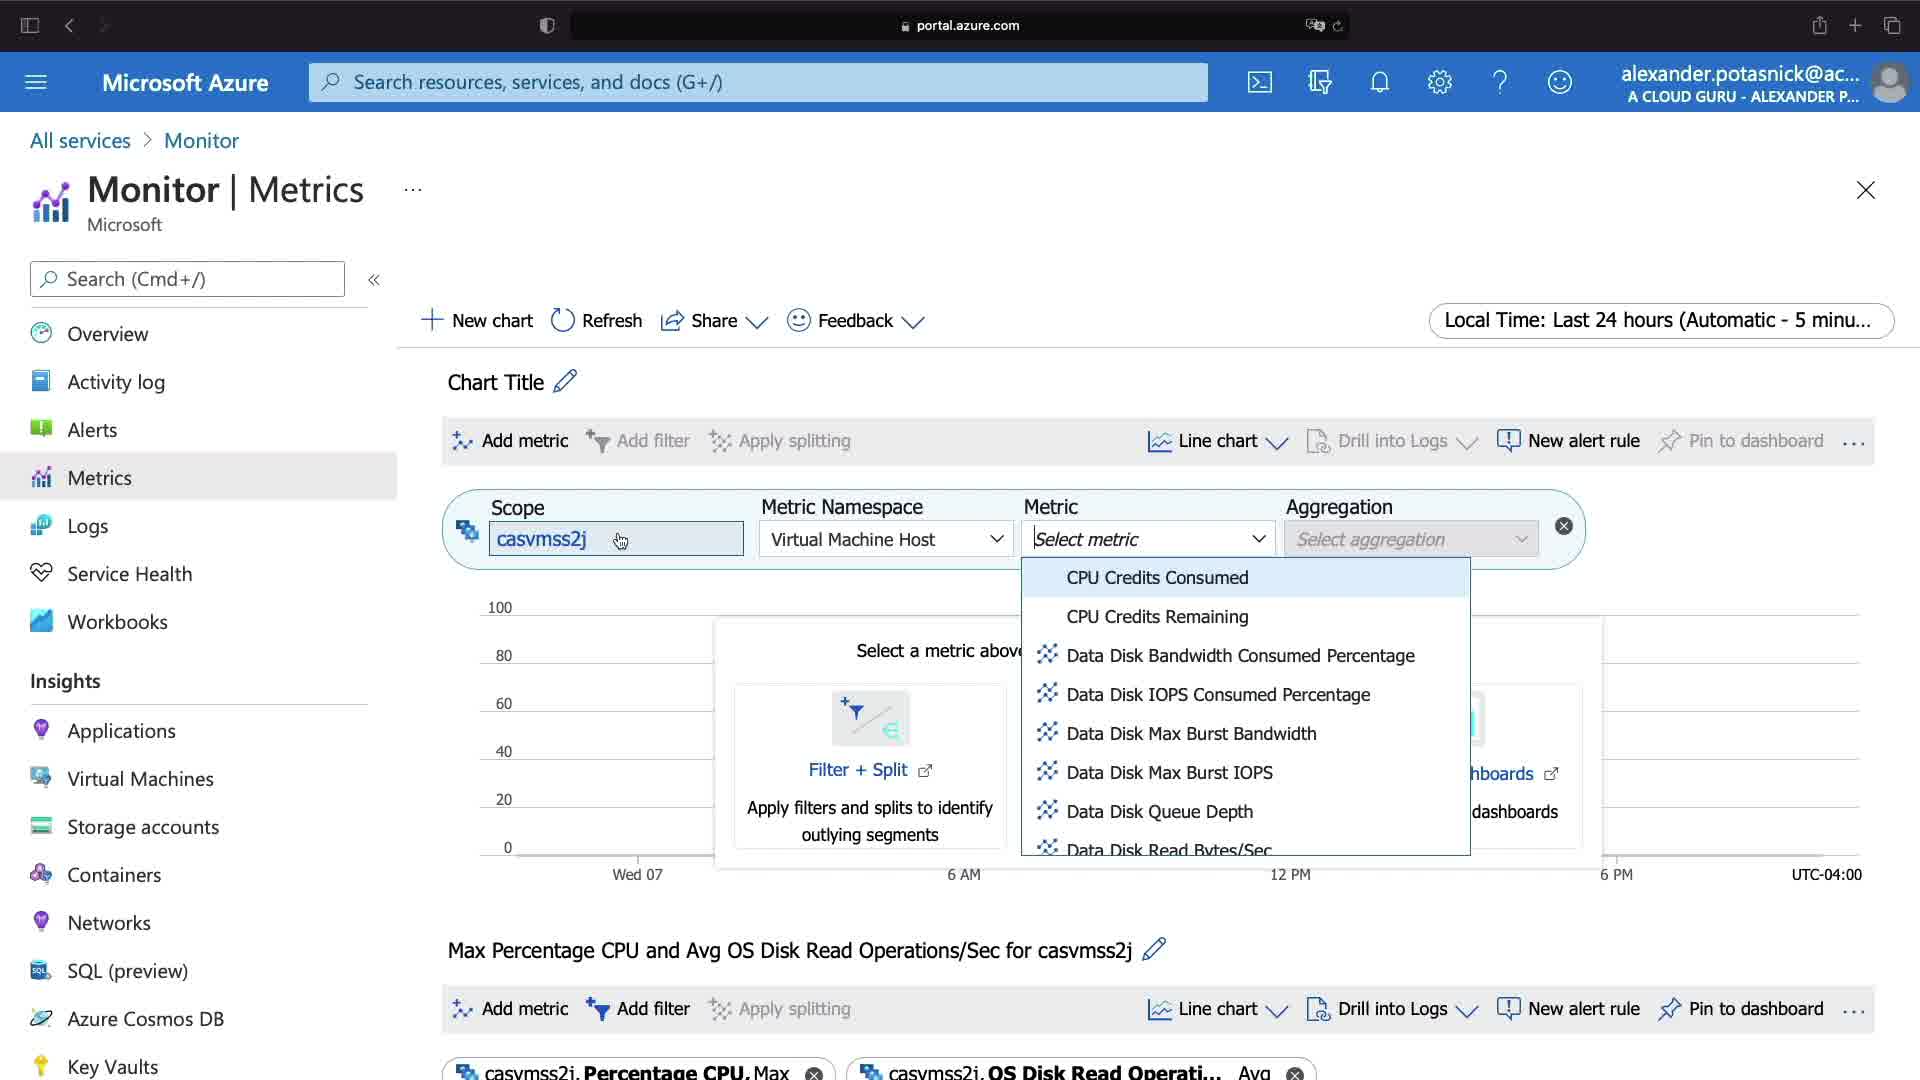 portal.azure.com
Microsoft Azure
Search resources, services, and docs (G+/)
alexander.potasnick@ac...
A CLOUD GURU - ALEXANDER P...
All services > Monitor
Monitor | Metrics ...
Microsoft
Search (Cmd+/)
«
Overview
Activity log
Alerts
Metrics
Logs
Service Health
Workbooks
Insights
Applications
Virtual Machines
Storage accounts
Containers
Networks
SQL (preview)
Azure Cosmos DB
Key Vaults
New chart Refresh Share Feedback
Local Time: Last 24 hours (Automatic - 5 minu...
Chart Title
Add metric Add filter Apply splitting Line chart Drill into Logs New alert rule Pin to dashboard ...
Scope Metric Namespace Metric Aggregation
casvmss2j Virtual Machine Host Select metric Select aggregation
CPU Credits Consumed
CPU Credits Remaining
Data Disk Bandwidth Consumed Percentage
Data Disk IOPS Consumed Percentage
Data Disk Max Burst Bandwidth
Data Disk Max Burst IOPS
Data Disk Queue Depth
Data Disk Read Bytes/Sec
100
80
60
40
20
0
Select a metric above
Filter + Split
Apply filters and splits to identify
outlying segments
hboards
dashboards
Wed 07 6 AM 12 PM 6 PM UTC-04:00
Max Percentage CPU and Avg OS Disk Read Operations/Sec for casvmss2j
Add metric Add filter Apply splitting Line chart Drill into Logs New alert rule Pin to dashboard ...
casvmss2j, Percentage CPU, Max casvmss2j, OS Disk Read Operati... Avg